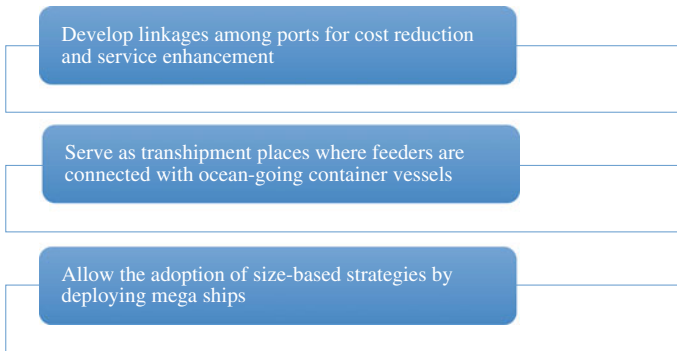 Develop linkages among ports for cost reduction
and service enhancement
Serve as transhipment places where feeders are
connected with ocean-going container vessels
Allow the adoption of size-based strategies by
deploying mega ships